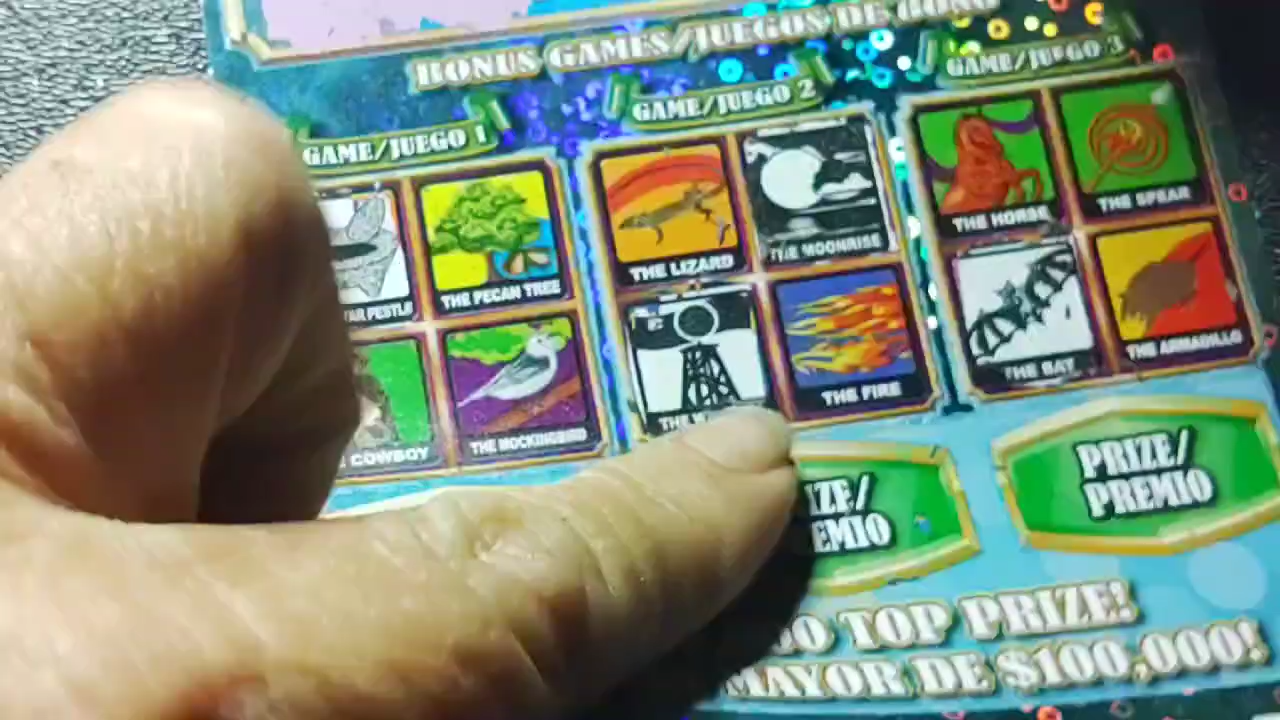 BONUS GAMES/JUEGOS DE BONO
GAME/JUEGO 1
GAME/JUEGO 2
GAME/JUEGO 3
PESTLE
THE PECAN TREE
THE LIZARD
THE MOONRISE
THE HORSE
THE SPEAR
COWBOY
THE MOCKINGBIRD
THE
THE FIRE
THE BAT
THE ARMADILLO
PRIZE/
PREMIO
TOP PRIZE!
MAYOR DE $100,000!